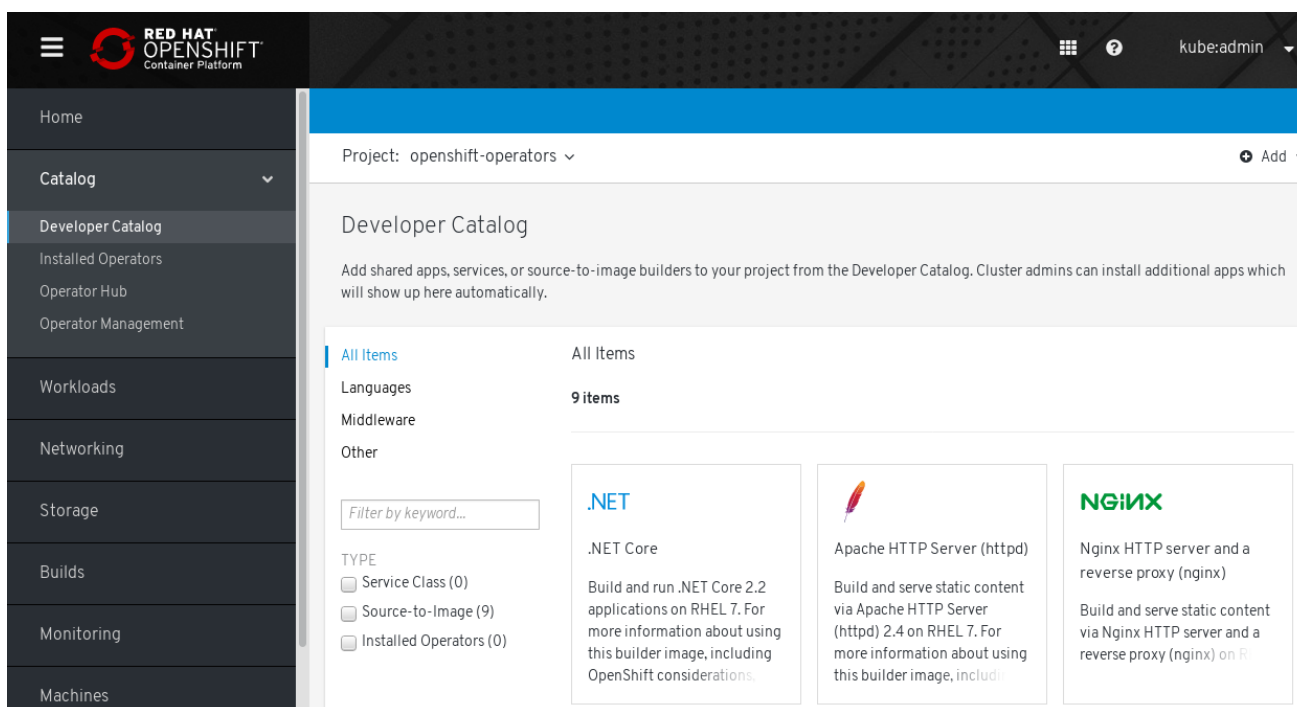 RED HAT
OPENSHIFT
Container Platform
kube:admin
Home
Catalog
Developer Catalog
Installed Operators
Operator Hub
Operator Management
Workloads
Networking
Storage
Builds
Monitoring
Machines
Project: openshift-operators
Add
Developer Catalog
Add shared apps, services, or source-to-image builders to your project from the Developer Catalog. Cluster admins can install additional apps which
will show up here automatically.
All Items
Languages
Middleware
Other
Filter by keyword...
TYPE
Service Class (0)
Source-to-Image (9)
Installed Operators (0)
All Items
9 items
.NET
.NET Core
Build and run .NET Core 2.2
applications on RHEL 7. For
more information about using
this builder image, including
OpenShift considerations,
Apache HTTP Server (httpd)
Build and serve static content
via Apache HTTP Server
(httpd) 2.4 on RHEL 7. For
more information about using
this builder image,
NGINX
Nginx HTTP server and a
reverse proxy (nginx)
Build and serve static content
via Nginx HTTP server and a
reverse proxy (nginx) on